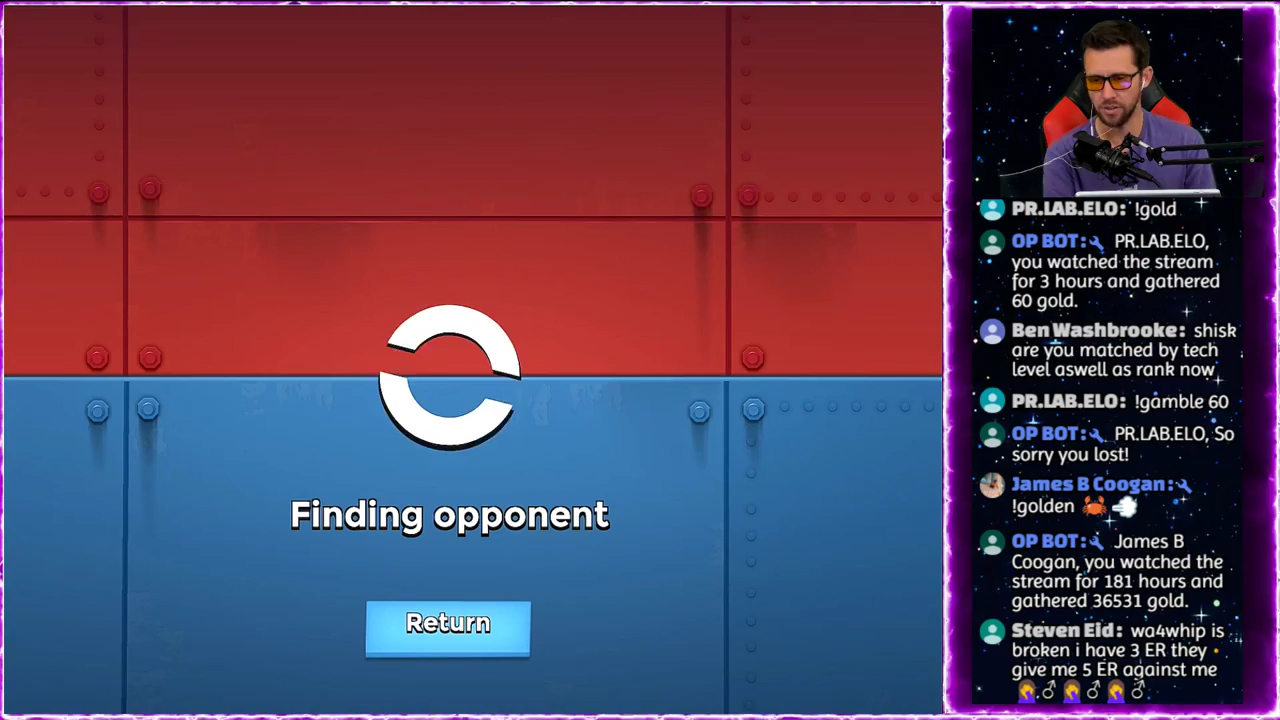 Finding opponent
Return
PR.LAB.ELO: !gold
OP BOT: PR.LAB.ELO,
you watched the stream
for 3 hours and gathered
60 gold.
Ben Washbrooke: shisk
are you matched by tech
level aswell as rank now
PR.LAB.ELO: !gamble 60
OP BOT: PR.LAB.ELO, So
sorry you lost!
James B Coogan:
!golden 🦀 💨
OP BOT: James B
Coogan, you watched the
stream for 181 hours and
gathered 36531 gold.
Steven Eid: wa4whip is
broken i have 3 ER they
give me 5 ER against me
🤦‍♂ 🤦‍♂ 🤦‍♂